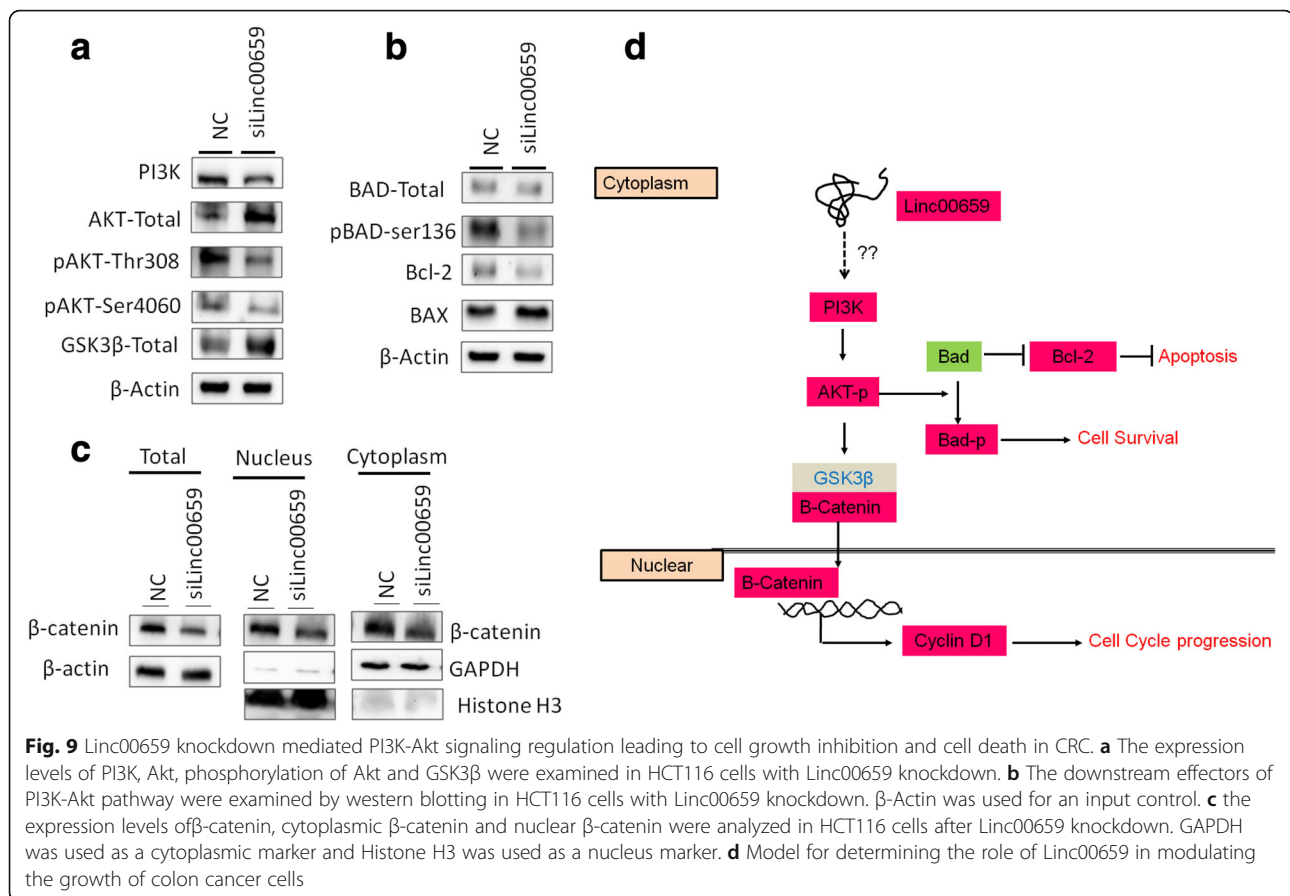 a
NC
siLinc00659
PI3K
AKT-Total
pAKT-Thr308
pAKT-Ser4060
GSK3β-Total
β-Actin
b
NC
siLinc00659
BAD-Total
pBAD-ser136
Bcl-2
BAX
β-Actin
c
Total
Nucleus
Cytoplasm
NC
siLinc00659
NC
siLinc00659
NC
siLinc00659
β-catenin
β-catenin
β-actin
GAPDH
Histone H3
d
Cytoplasm
Linc00659
??
PI3K
Bad
Bcl-2
Apoptosis
AKT-p
Bad-p
Cell Survival
GSK3β
B-Catenin
Nuclear
B-Catenin
Cyclin D1
Cell Cycle progression
Fig. 9 Linc00659 knockdown mediated PI3K-Akt signaling regulation leading to cell growth inhibition and cell death in CRC. a The expression
levels of PI3K, Akt, phosphorylation of Akt and GSK3β were examined in HCT116 cells with Linc00659 knockdown. b The downstream effectors of
PI3K-Akt pathway were examined by western blotting in HCT116 cells with Linc00659 knockdown. β-Actin was used for an input control. c the
expression levels ofβ-catenin, cytoplasmic β-catenin and nuclear β-catenin were analyzed in HCT116 cells after Linc00659 knockdown. GAPDH
was used as a cytoplasmic marker and Histone H3 was used as a nucleus marker. d Model for determining the role of Linc00659 in modulating
the growth of colon cancer cells